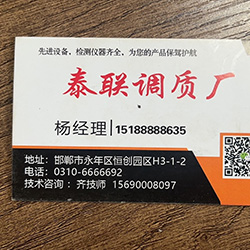 先进设备，检测仪器齐全，为您的产品保驾护航
泰联调质厂
杨经理 15188888635
地址：邯郸市永年区恒创园区H3-1-2
电话：0310-6666692
技术咨询：齐技师 15690008097